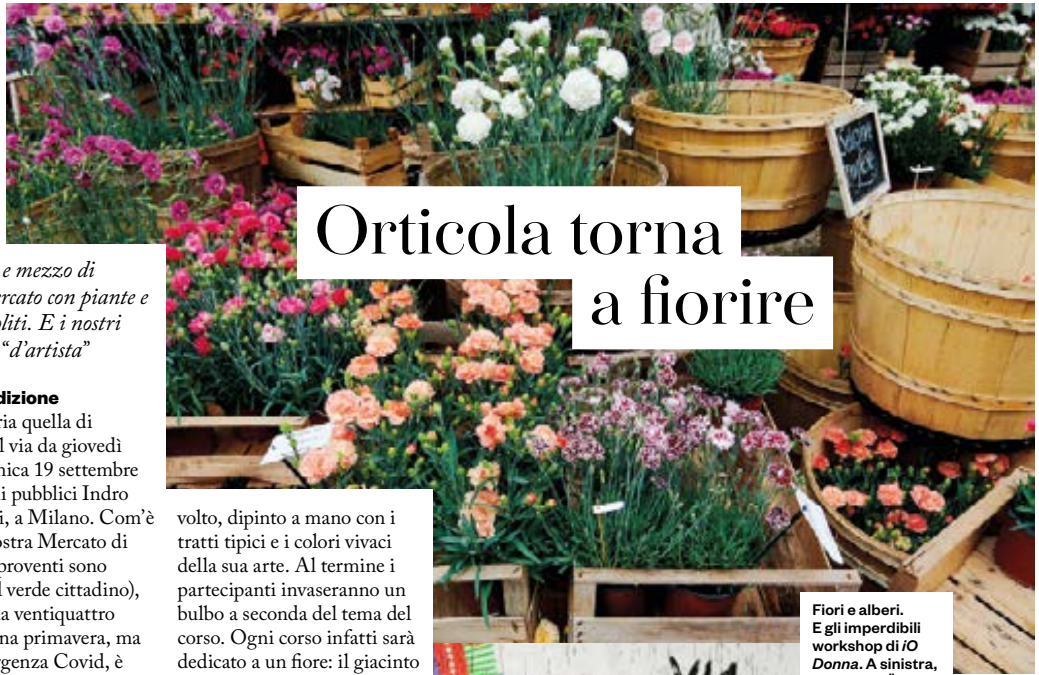 Orticola torna
a fiorire
e mezzo di
ercato con piante e
oliti. E i nostri
“d’artista”
dizione
ria quella di
l via da giovedì
nica 19 settembre
i pubblici Indro
i, a Milano. Com’è
ostra Mercato di
proventi sono
l verde cittadino),
a ventiquattro
na primavera, ma
rgenza Covid, è
volto, dipinto a mano con i
tratti tipici e i colori vivaci
della sua arte. Al termine i
partecipanti invaseranno un
bulbo a seconda del tema del
corso. Ogni corso infatti sarà
dedicato a un fiore: il giacinto
Fiori e alberi.
E gli imperdibili
workshop di iO
Donna. A sinistra,